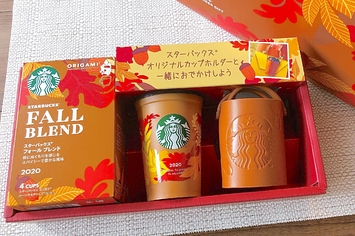 ORIGAMI
STARBUCKS
FALL
BLEND
スターバックス
フォール ブレンド
2020
4 CUPS
スターバックス®
オリジナルカップホルダーと
一緒におでかけしよう
2020